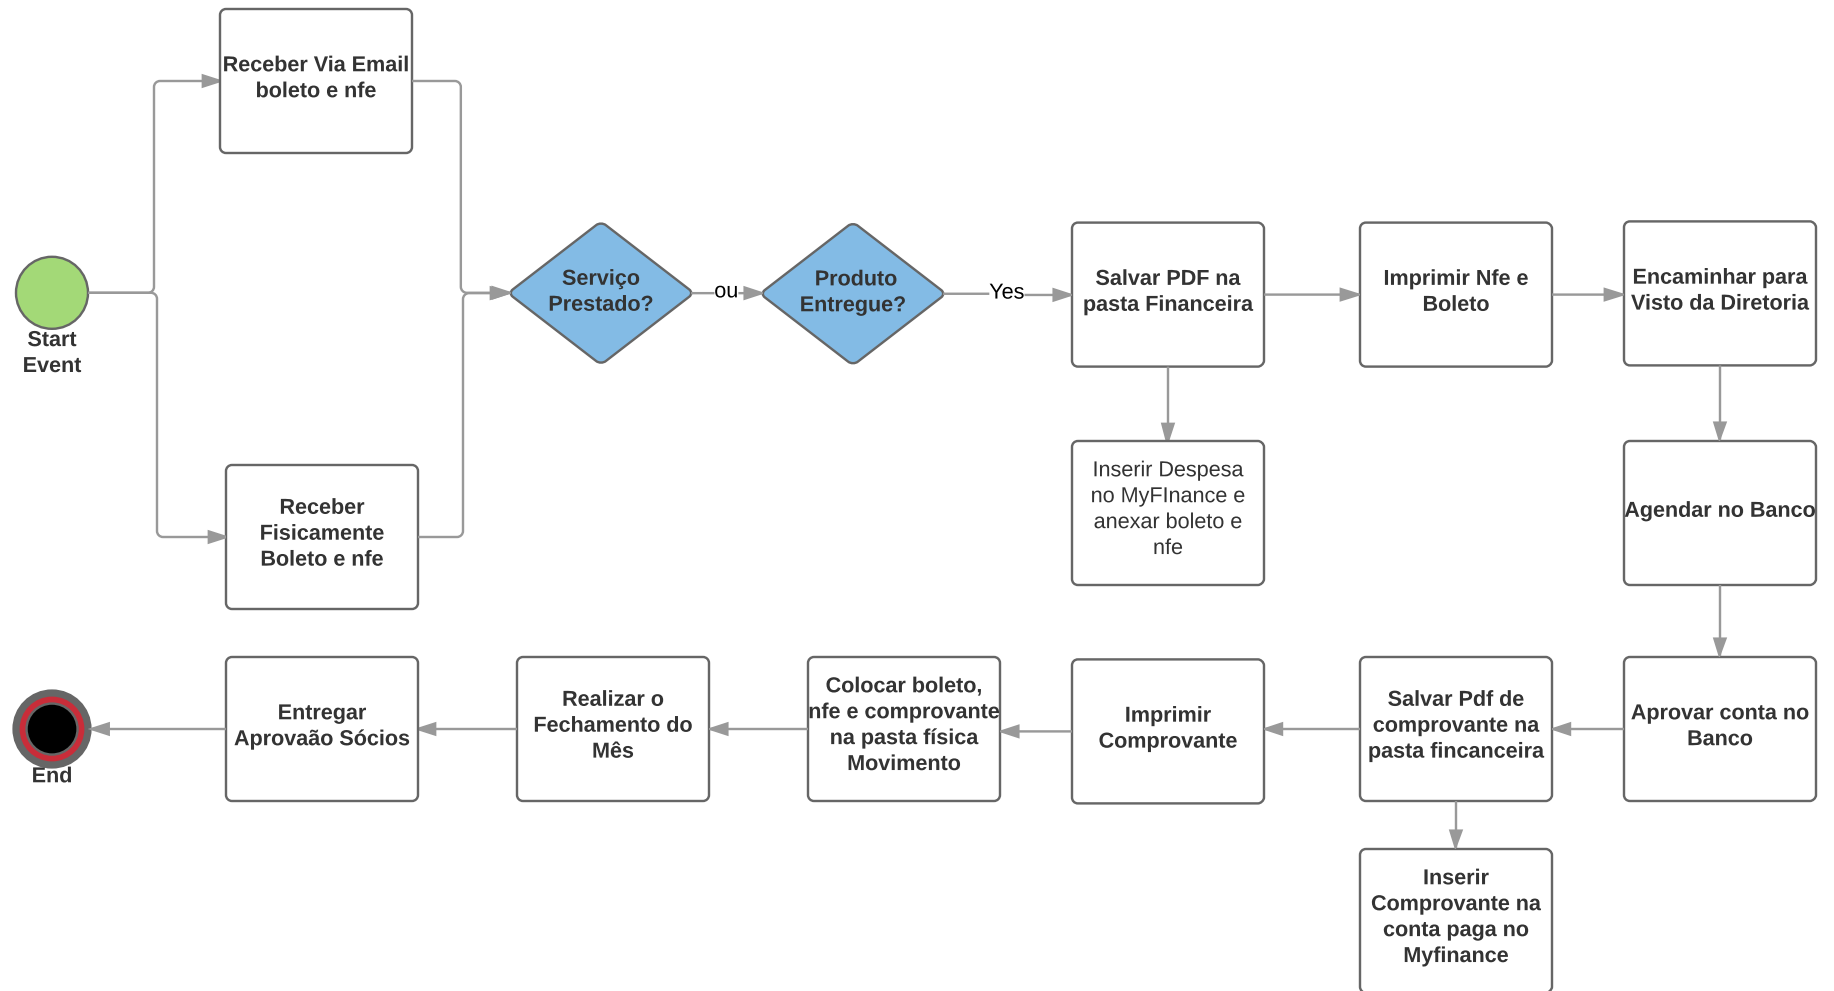 Receber Via Email
boleto e nfe
Start
Event
Receber
Fisicamente
Boleto e nfe
Serviço
Prestado?
ou
Produto
Entregue?
Yes
Salvar PDF na
pasta Financeira
Imprimir Nfe e
Boleto
Encaminhar para
Visto da Diretoria
Inserir Despesa
no MyFInance e
anexar boleto e
nfe
Agendar no Banco
Aprovar conta no
Banco
Salvar Pdf de
comprovante na
pasta fincanceira
Inserir
Comprovante na
conta paga no
Myfinance
Imprimir
Comprovante
Colocar boleto,
nfe e comprovante
na pasta física
Movimento
Realizar o
Fechamento do
Mês
Entregar
Aprovaão Sócios
End